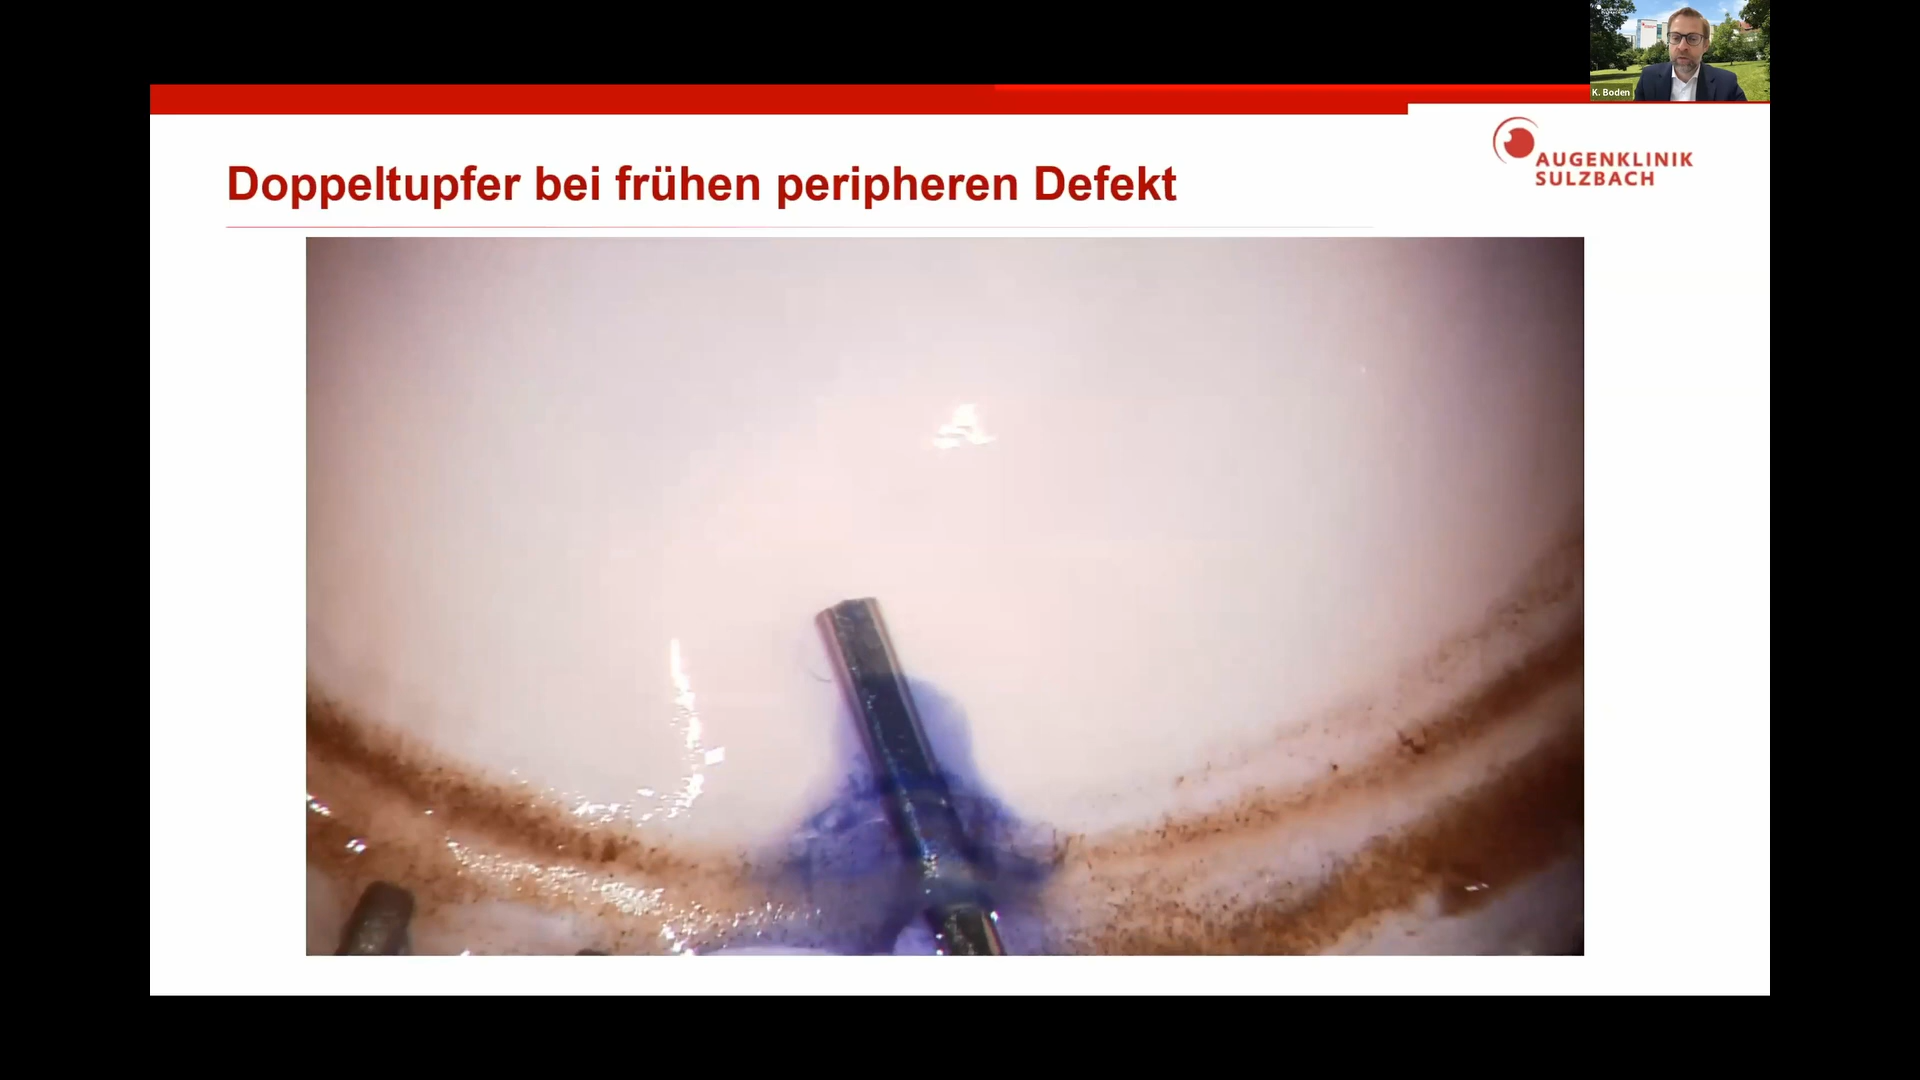 K. Boden
AUGENKLINIK
SULZBACH
Doppeltupfer bei frühen peripheren Defekt